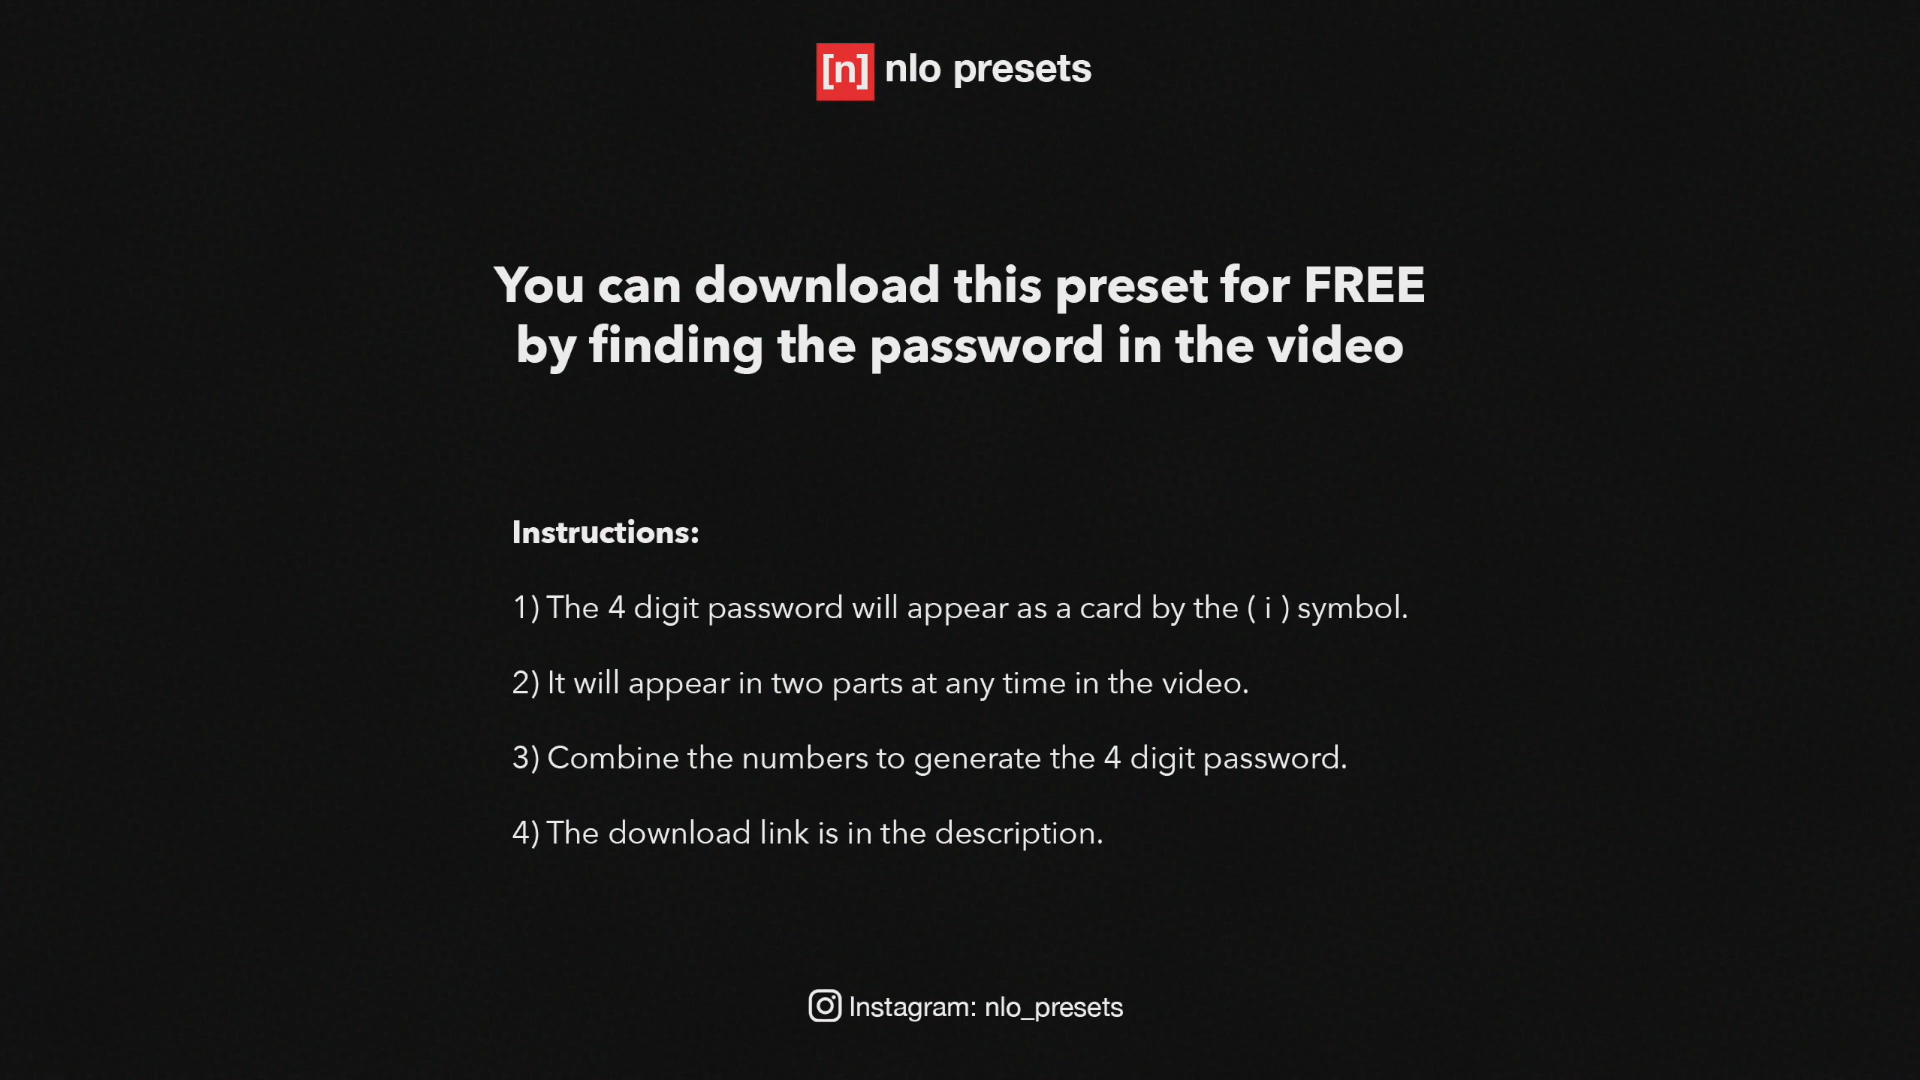 [n] nlo presets
You can download this preset for FREE
by finding the password in the video
Instructions:
1) The 4 digit password will appear as a card by the ( i ) symbol.
2) It will appear in two parts at any time in the video.
3) Combine the numbers to generate the 4 digit password.
4) The download link is in the description.
Instagram: nlo_presets